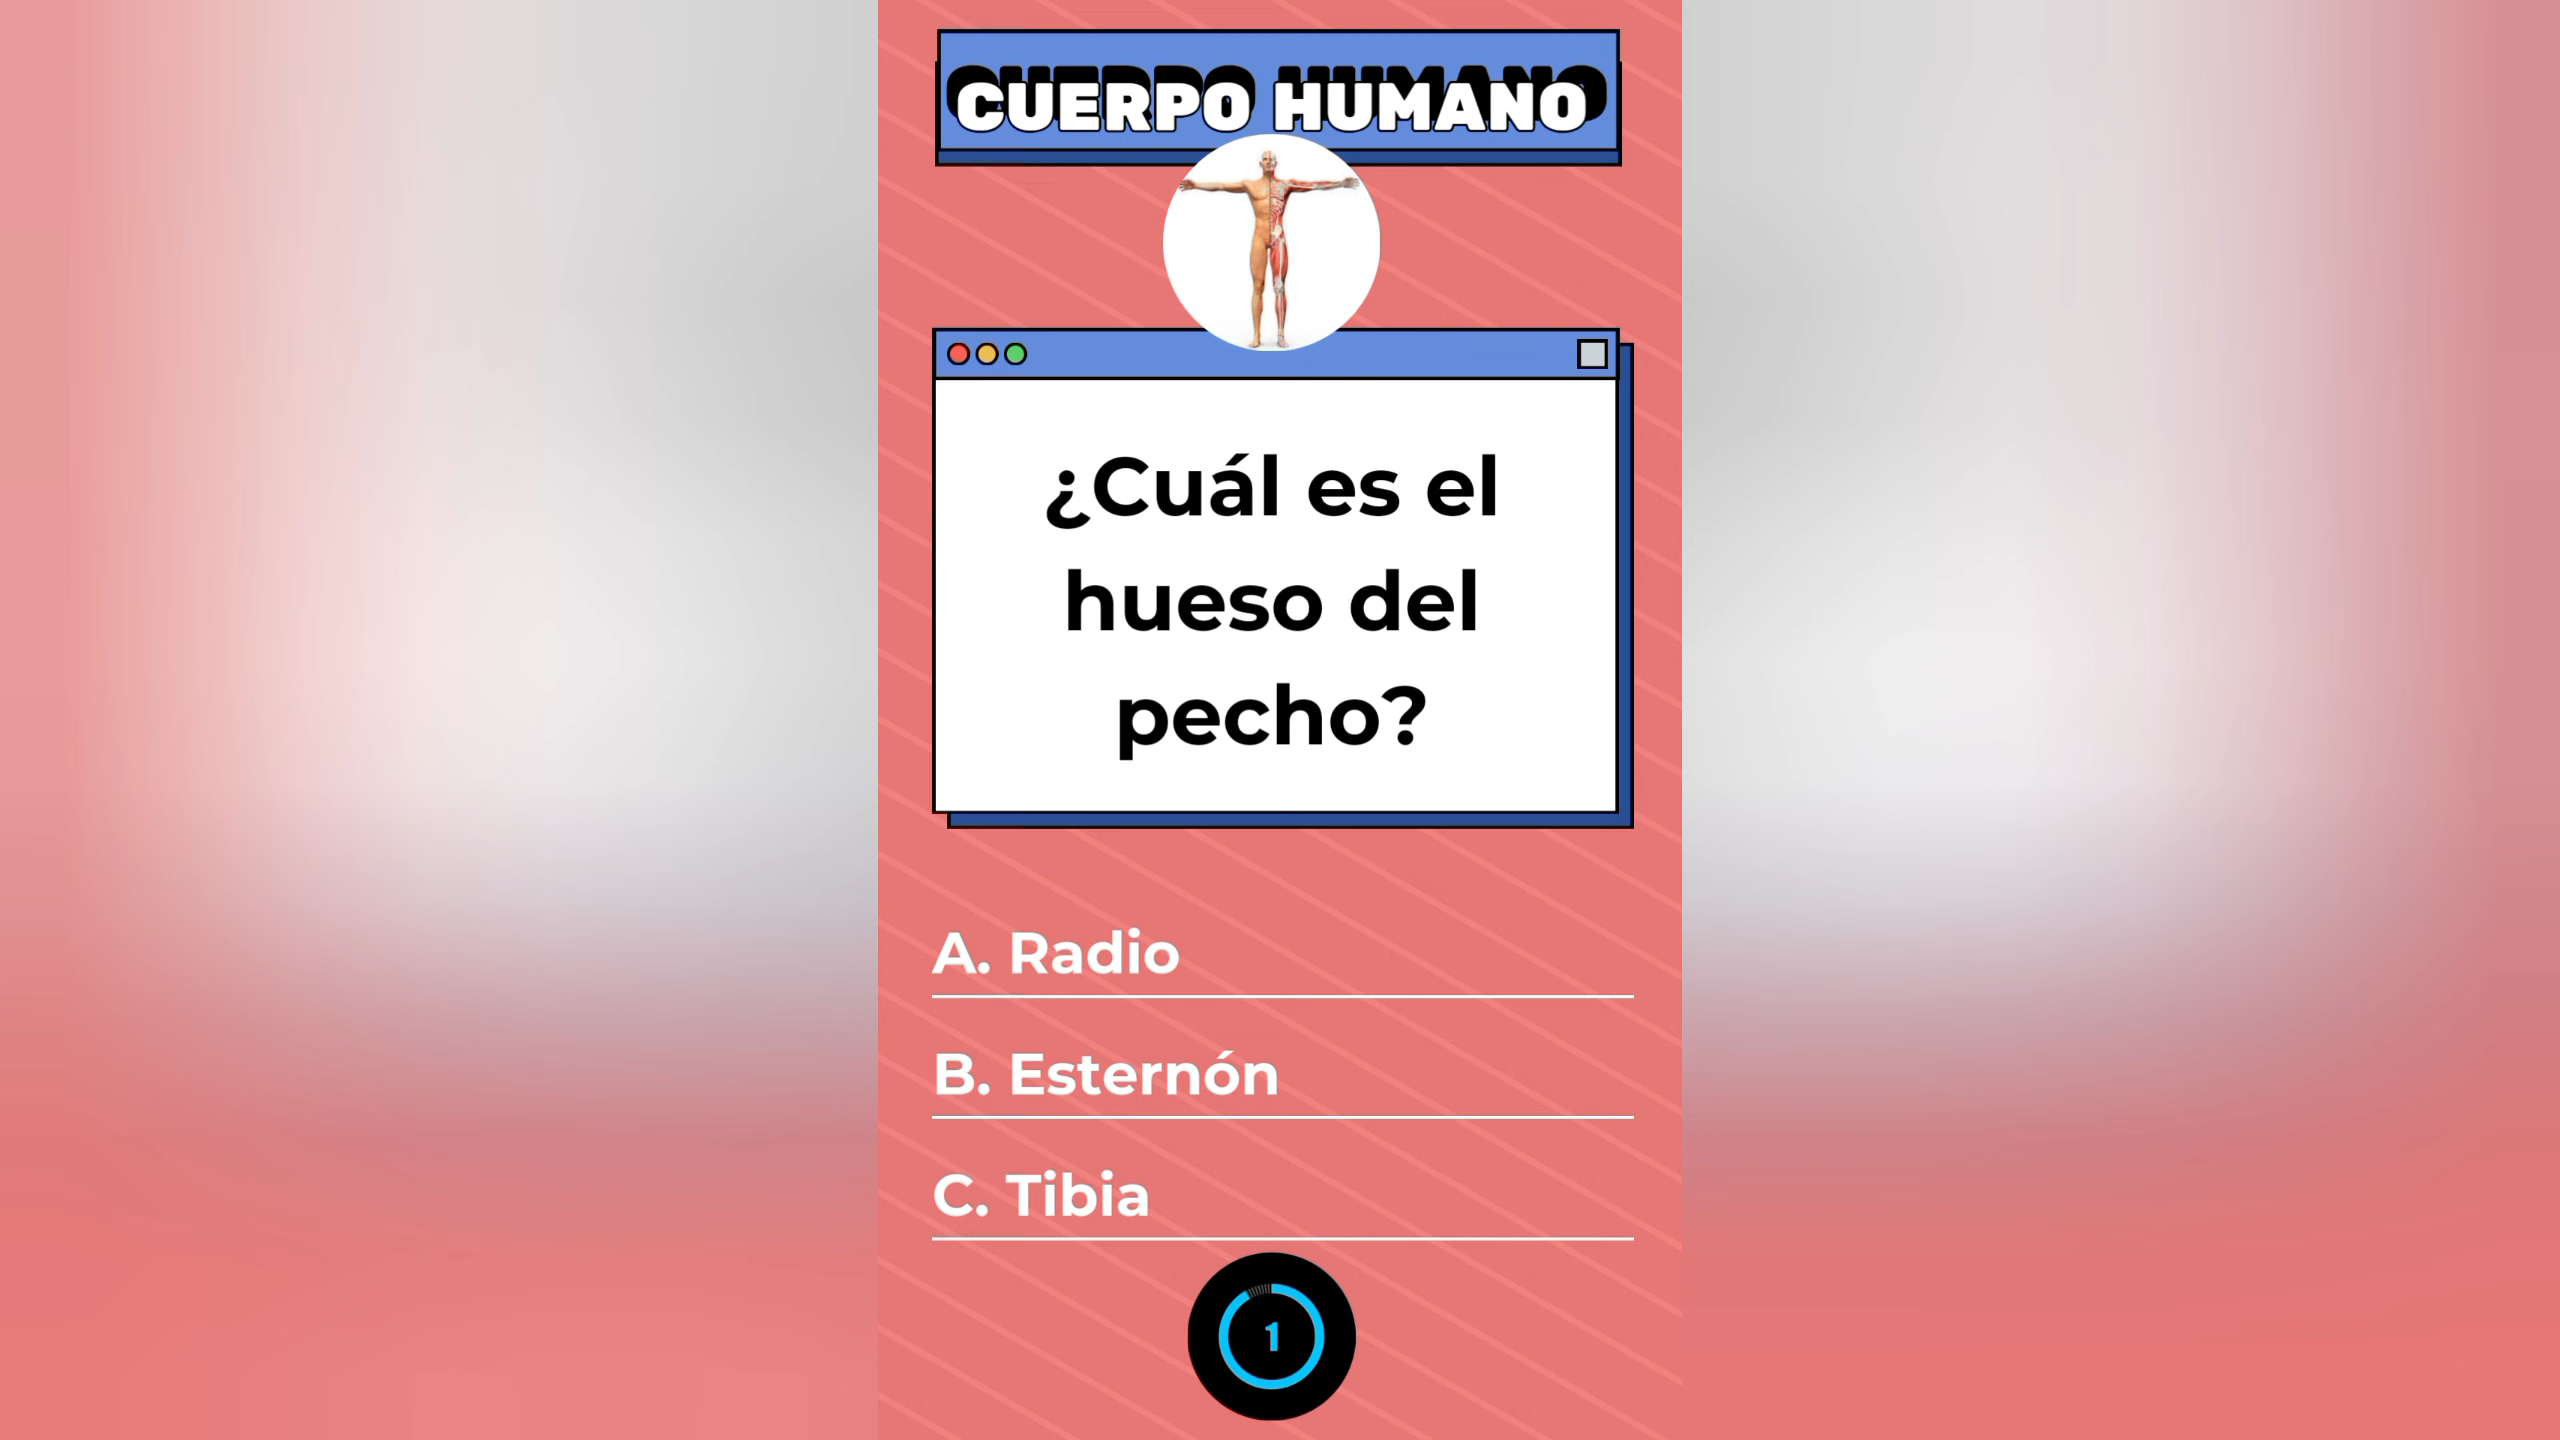 CUERPO HUMANO
¿Cuál es el
hueso del
pecho?
A. Radio
B. Esternón
C. Tibia
1